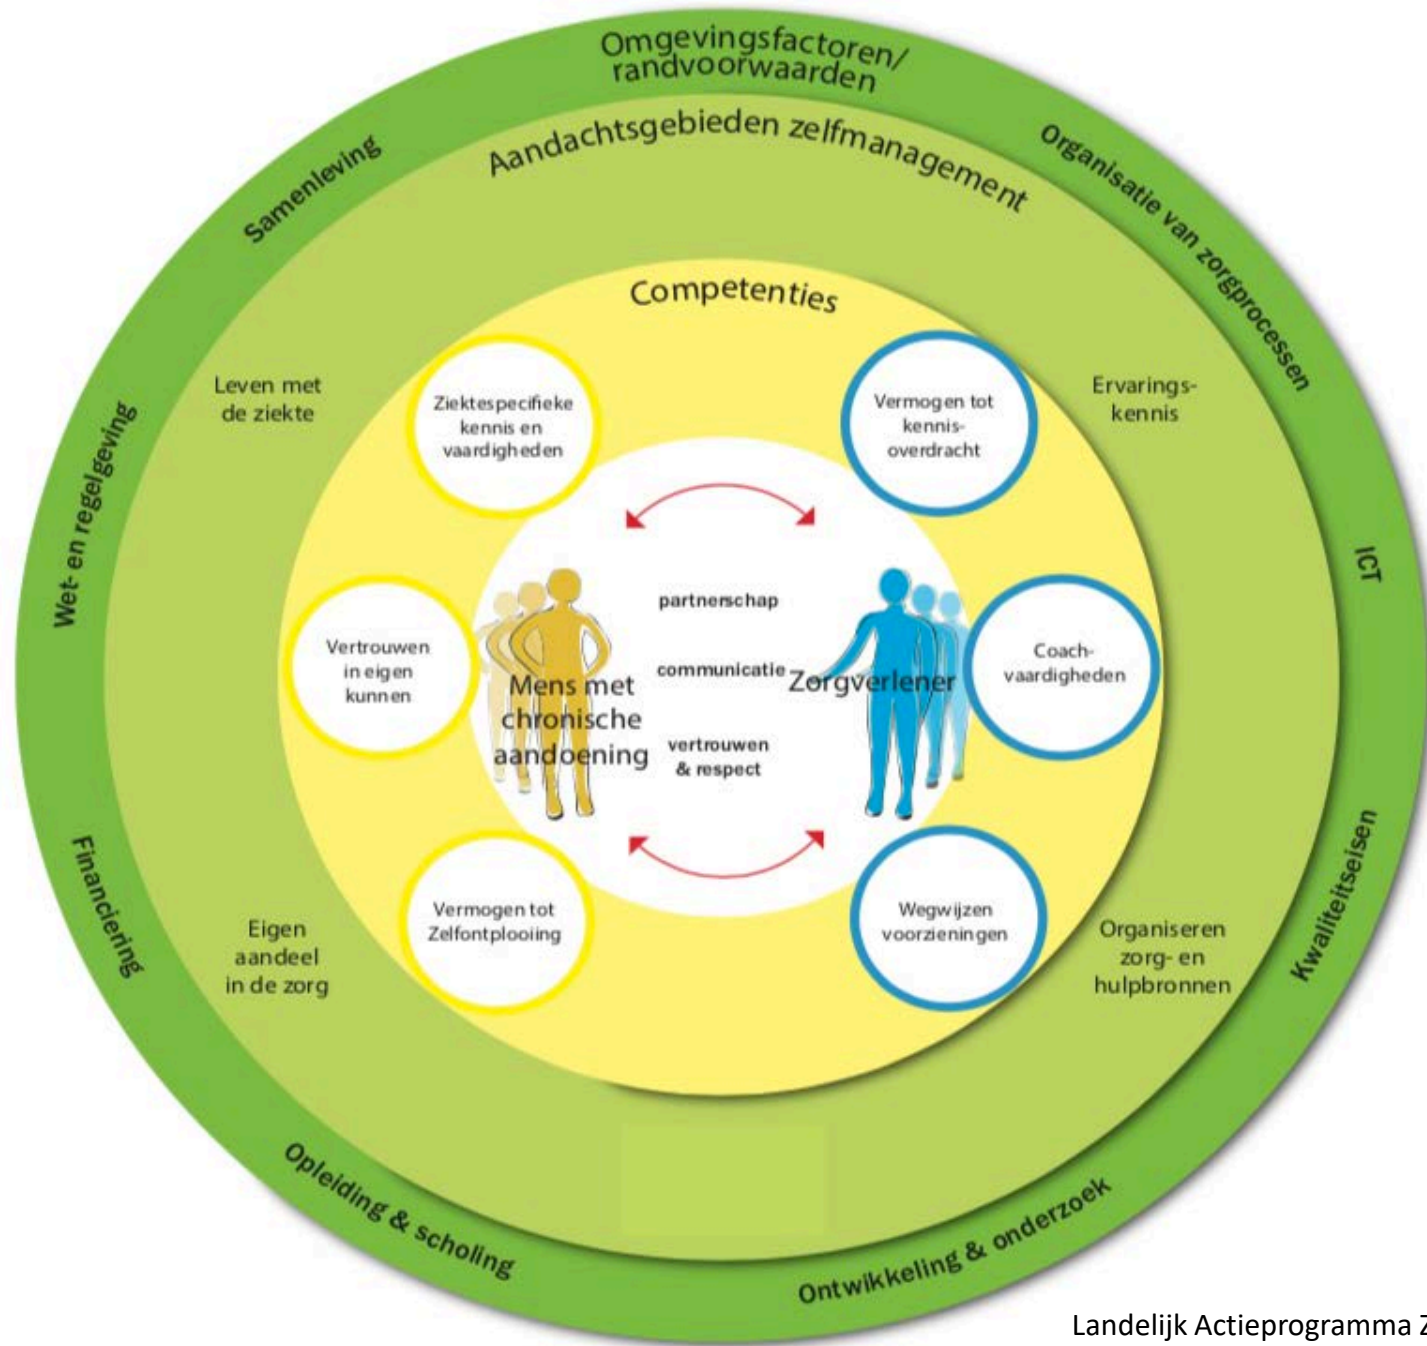 Omgevingsfactoren/
randvoorwaarden
Aandachtsgebieden zelfmanagement
Competenties
Samenleving
Wet- en regelgeving
Financiering
Opleiding & scholing
Organisatie van zorgprocessen
ICT
Kwaliteitseisen
Ontwikkeling & onderzoek
Leven met
de ziekte
Eigen
aandeel
in de zorg
Ervarings-
kennis
Organiseren
zorg- en
hulpbronnen
Ziektespecifieke
kennis en
vaardigheden
Vertrouwen
in eigen
kunnen
Vermogen tot
Zelfontplooiing
Vermogen tot
kennis-
overdracht
Coach-
vaardigheden
Wegwijzen
voorzieningen
Mens met
chronische
aandoening
partnerschap
communicatie
vertrouwen
& respect
Zorgverlener
Landelijk Actieprogramma Z